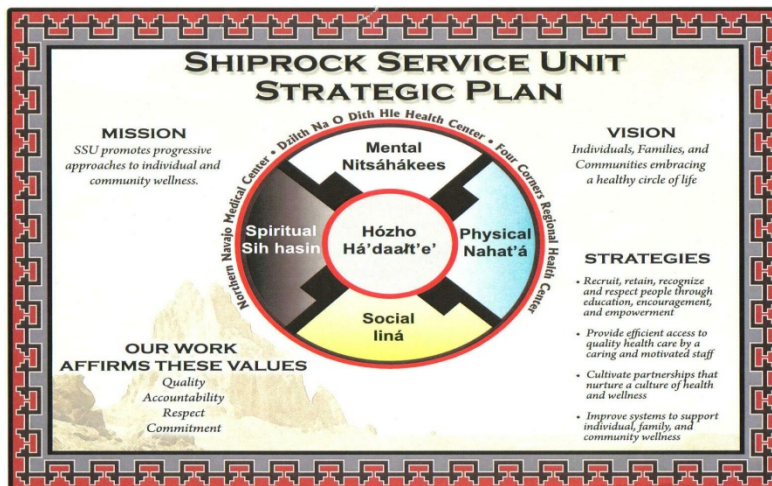 SHIPROCK SERVICE UNIT
STRATEGIC PLAN
MISSION
SSU promotes progressive
approaches to individual and
community wellness.
Northern Navajo Medical Center • Dzilth Na O Dith Hle Health Center • Four Corners Regional Health Center
Mental
Nitsáhákees
Spiritual
Sih hasin
Hózho
Há'daałt'e'
Physical
Nahat'á
Social
Iiná
VISION
Individuals, Families, and
Communities embracing
a healthy circle of life
STRATEGIES
• Recruit, retain, recognize
and respect people through
education, encouragement,
and empowerment
• Provide efficient access to
quality health care by a
caring and motivated staff
• Cultivate partnerships that
nurture a culture of health
and wellness
• Improve systems to support
individual, family, and
community wellness
OUR WORK
AFFIRMS THESE VALUES
Quality
Accountability
Respect
Commitment